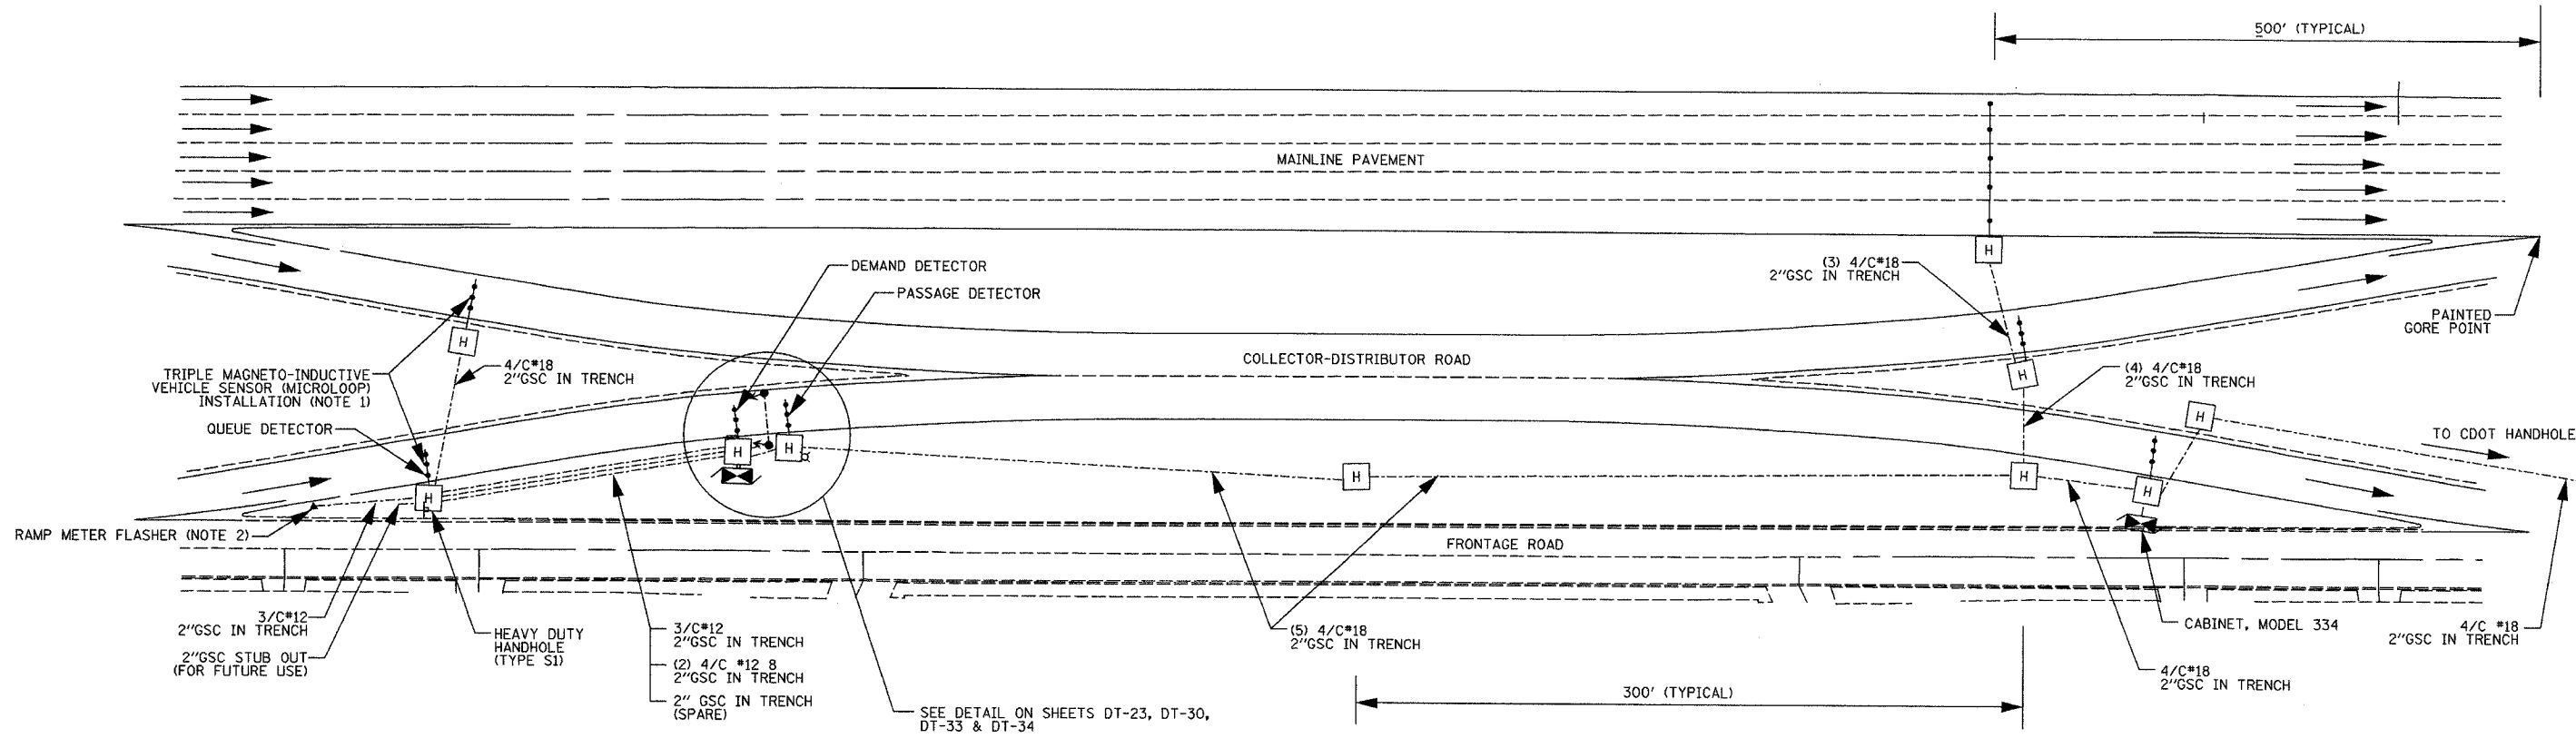 500' (TYPICAL)
MAINLINE PAVEMENT
H
DEMAND DETECTOR
PASSAGE DETECTOR
(3) 4/C#18
2"GSC IN TRENCH
PAINTED
GORE POINT
H
4/C#18
2"GSC IN TRENCH
COLLECTOR-DISTRIBUTOR ROAD
TRIPLE MAGNETO-INDUCTIVE
VEHICLE SENSOR (MICROLOOP)
INSTALLATION (NOTE 1)
H
(4) 4/C#18
2"GSC IN TRENCH
QUEUE DETECTOR
H
TO CDOT HANDHOLE
H
H
H
H
H
H
H
RAMP METER FLASHER (NOTE 2)
FRONTAGE ROAD
3/C#12
2"GSC IN TRENCH
2"GSC STUB OUT
(FOR FUTURE USE)
HEAVY DUTY
HANDHOLE
(TYPE S1)
3/C#12
2"GSC IN TRENCH
(2) 4/C #12 8
2"GSC IN TRENCH
2" GSC IN TRENCH
(SPARE)
SEE DETAIL ON SHEETS DT-23, DT-30,
DT-33 & DT-34
(5) 4/C#18
2"GSC IN TRENCH
300' (TYPICAL)
CABINET, MODEL 334
4/C#18
2"GSC IN TRENCH
4/C #18
2"GSC IN TRENCH